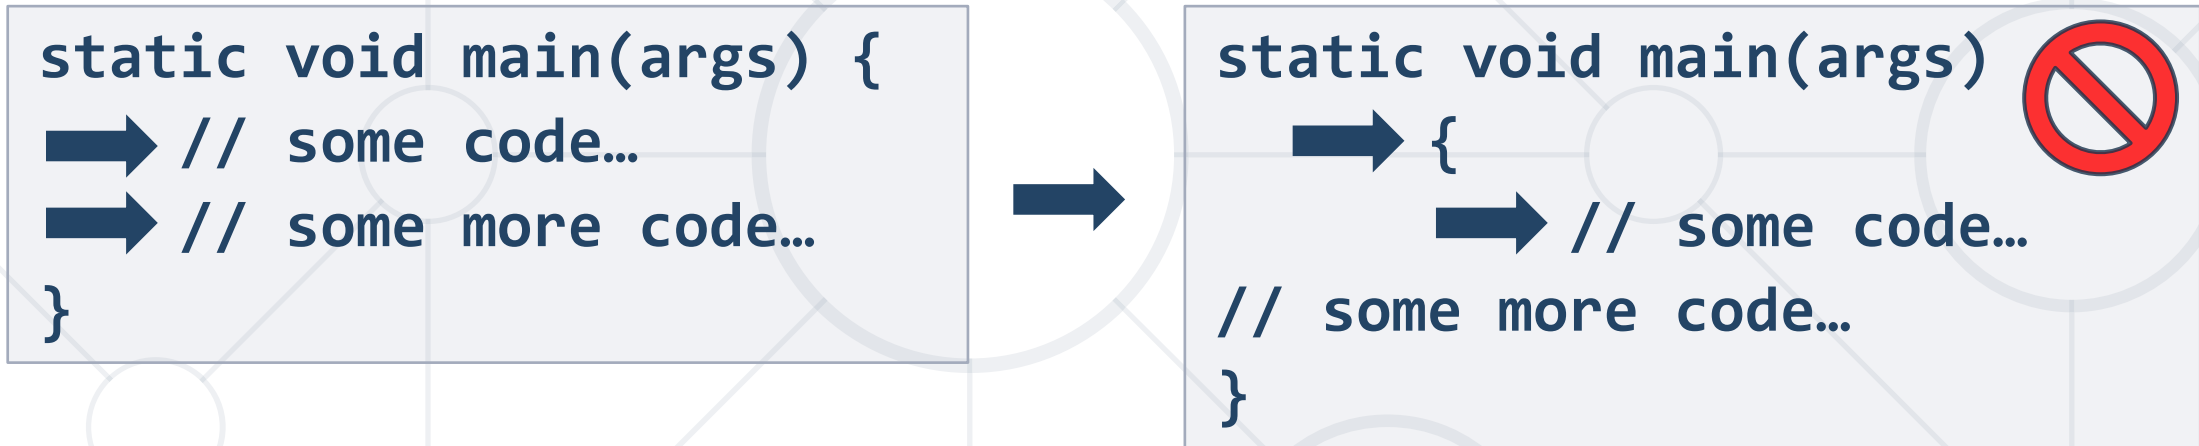 static void main(args) {
// some code…
// some more code…
}
static void main(args)
{
// some code…
// some more code…
}